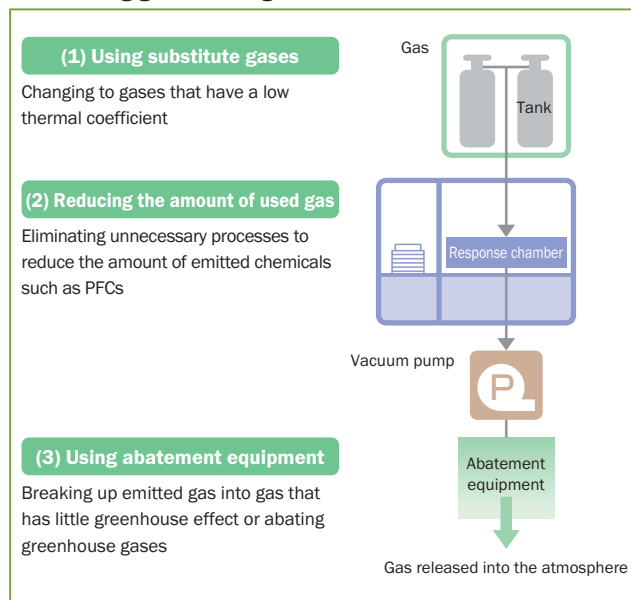 (1) Using substitute gases
Changing to gases that have a low
thermal coefficient
(2) Reducing the amount of used gas
Eliminating unnecessary processes to
reduce the amount of emitted chemicals
such as PFCs
(3) Using abatement equipment
Breaking up emitted gas into gas that
has little greenhouse effect or abating
greenhouse gases
Gas
Tank
Response chamber
Vacuum pump
P
Abatement
equipment
Gas released into the atmosphere